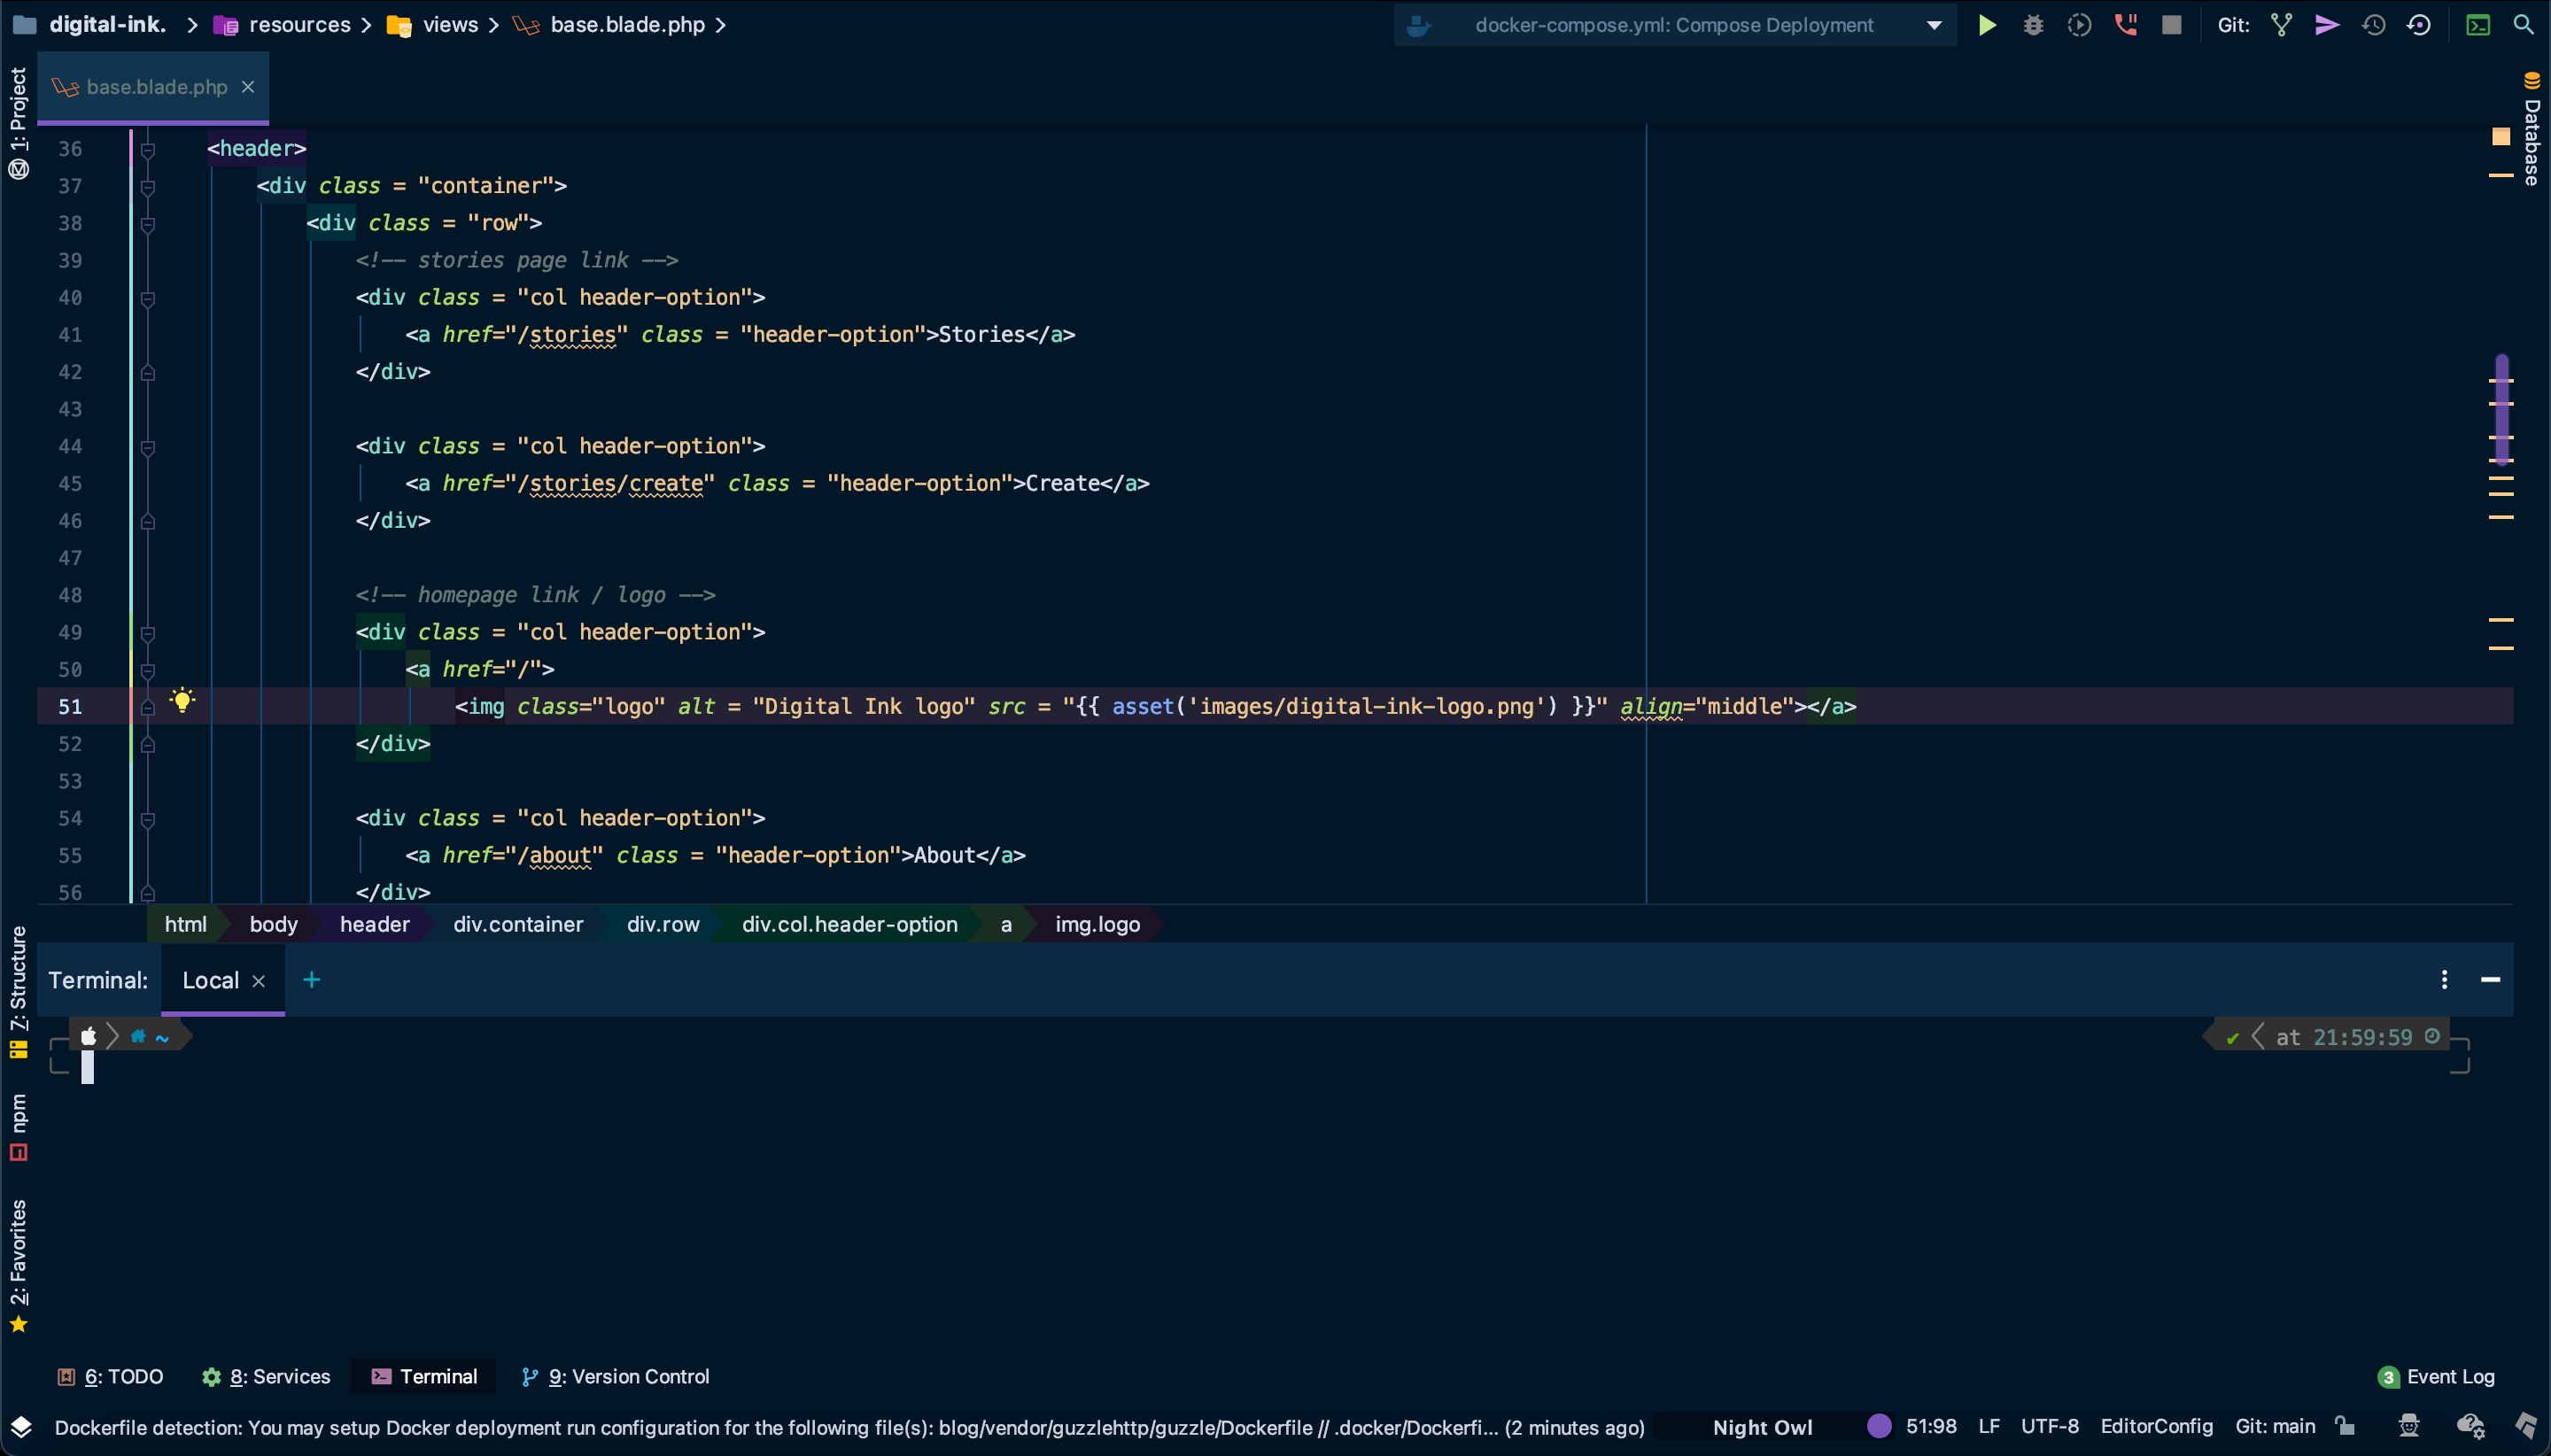 digital-ink. > resources > views > base.blade.php >
docker-compose.yml: Compose Deployment
Git:
base.blade.php ×
1: Project
Database
36 <header>
37 <div class = "container">
38 <div class = "row">
39 <!-- stories page link -->
40 <div class = "col header-option">
41 <a href="/stories" class = "header-option">Stories</a>
42 </div>
43
44 <div class = "col header-option">
45 <a href="/stories/create" class = "header-option">Create</a>
46 </div>
47
48 <!-- homepage link / logo -->
49 <div class = "col header-option">
50 <a href="/">
51 <img class="logo" alt = "Digital Ink logo" src = "{{ asset('images/digital-ink-logo.png') }}" align="middle"></a>
52 </div>
53
54 <div class = "col header-option">
55 <a href="/about" class = "header-option">About</a>
56 </div>
html body header div.container div.row div.col.header-option a img.logo
7: Structure
Terminal: Local × +
~
✔ < at 21:59:59
npm
2: Favorites
6: TODO 8: Services Terminal 9: Version Control
3 Event Log
Dockerfile detection: You may setup Docker deployment run configuration for the following file(s): blog/vendor/guzzlehttp/guzzle/Dockerfile // .docker/Dockerfi... (2 minutes ago) Night Owl 51:98 LF UTF-8 EditorConfig Git: main